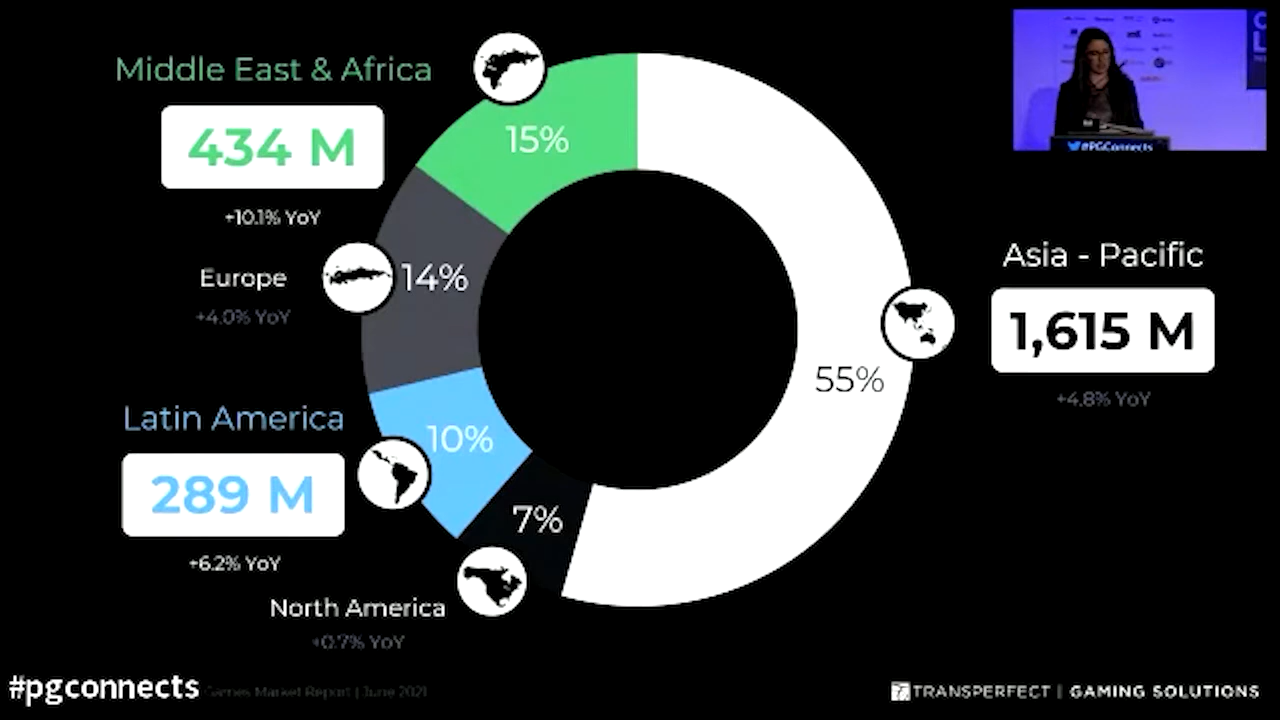 Middle East & Africa
434 M
+10.1% YoY
15%
Europe
+4.0% YoY
14%
Latin America
289 M
+6.2% YoY
10%
North America
+0.7% YoY
7%
Asia - Pacific
1,615 M
+4.8% YoY
55%
#PGConnects
#pgconnects
Games Market Report | June 2021
TRANSPERFECT | GAMING SOLUTIONS